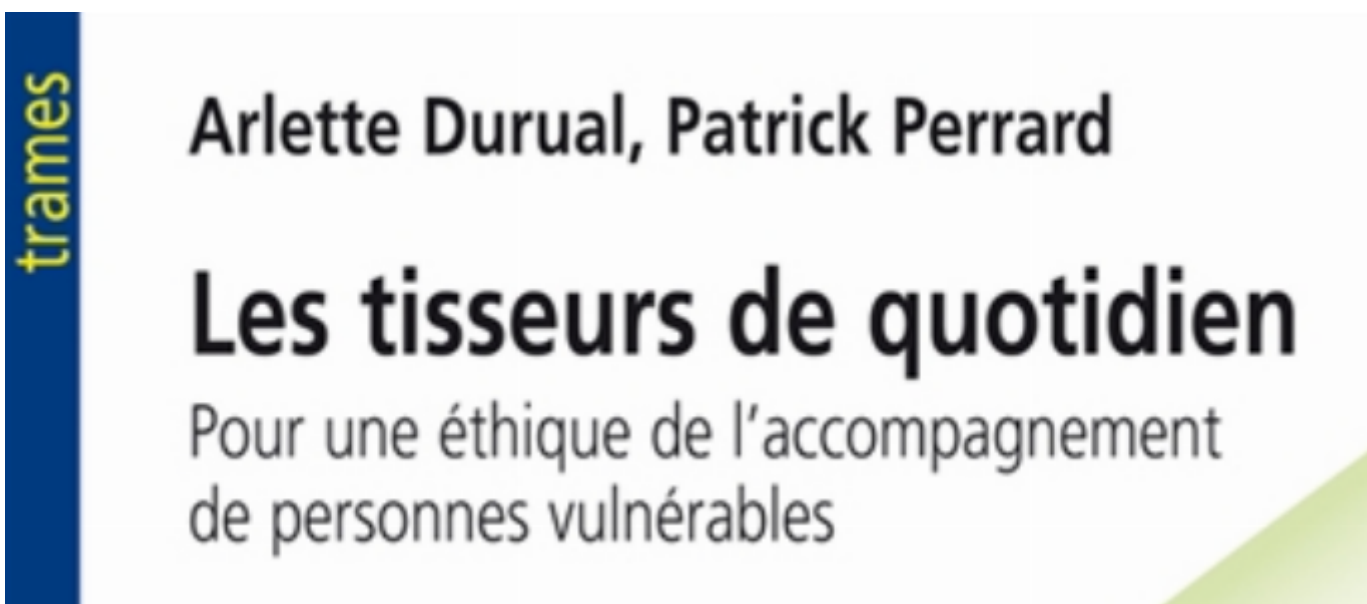 trames
Arlette Durual, Patrick Perrard
Les tisseurs de quotidien
Pour une éthique de l'accompagnement
de personnes vulnérables